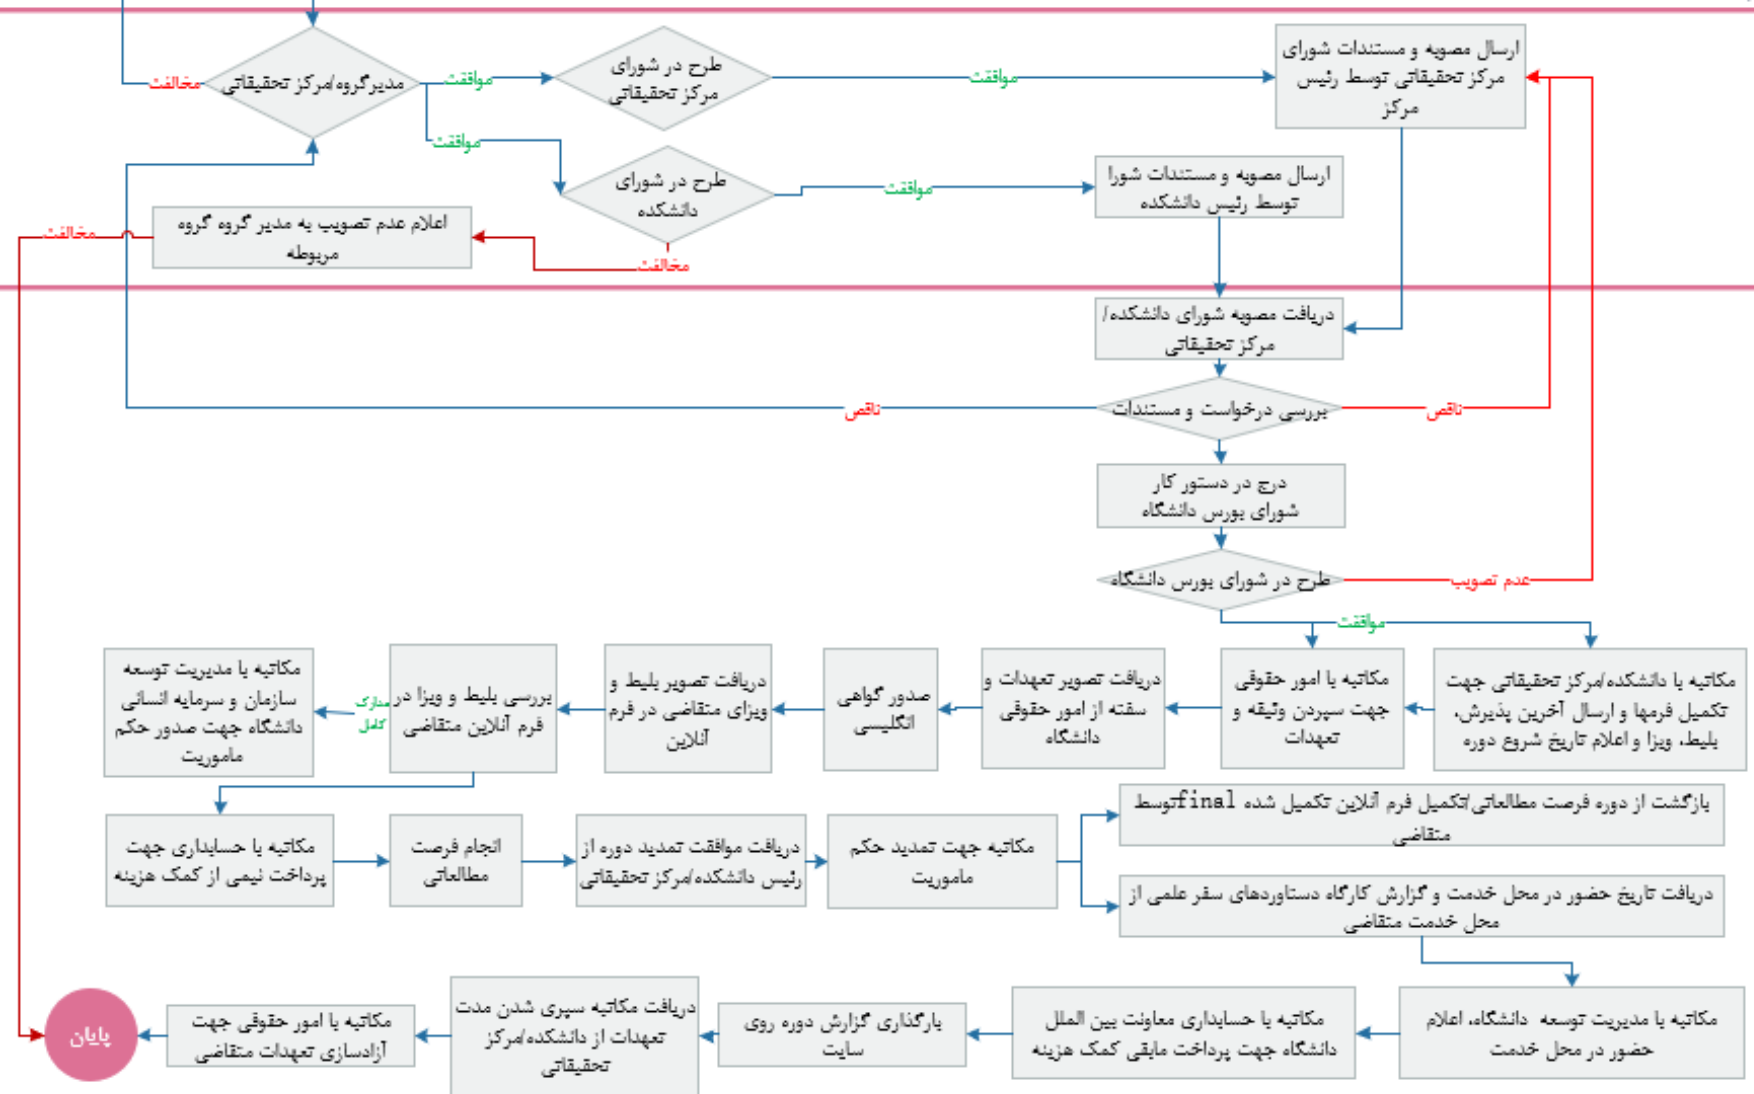 مخالفت
مدیرگروه/مرکز تحقیقاتی
موافقت
طرح در شورای
مرکز تحقیقاتی
موافقت
ارسال مصوبه و مستندات شورای
مرکز تحقیقاتی توسط رئیس
مرکز
موافقت
طرح در شورای
دانشکده
موافقت
ارسال مصوبه و مستندات شورا
توسط رئیس دانشکده
مخالفت
اعلام عدم تصویب به مدیر گروه گروه
مربوطه
مخالفت
دریافت مصوبه شورای دانشکده/
مرکز تحقیقاتی
بررسی درخواست و مستندات
ناقص
ناقص
درج در دستور کار
شورای بورس دانشگاه
طرح در شورای بورس دانشگاه
عدم تصویب
موافقت
مکاتبه با دانشکده/مرکز تحقیقاتی جهت
تکمیل فرمها و ارسال آخرین پذیرش،
بلیط، ویزا و اعلام تاریخ شروع دوره
مکاتبه با امور حقوقی
جهت سپردن وثیقه و
تعهدات
دریافت تصویر تعهدات و
سفته از امور حقوقی
دانشگاه
صدور گواهی
انگلیسی
دریافت تصویر بلیط و
ویزای متقاضی در فرم
آنلاین
بررسی بلیط و ویزا در
فرم آنلاین متقاضی
مدارک
کامل
مکاتبه با مدیریت توسعه
سازمان و سرمایه انسانی
دانشگاه جهت صدور حکم
ماموریت
مکاتبه با حسابداری جهت
پرداخت نیمی از کمک هزینه
انجام فرصت
مطالعاتی
دریافت موافقت تمدید دوره از
رئیس دانشکده/مرکز تحقیقاتی
مکاتبه جهت تمدید حکم
ماموریت
بازگشت از دوره فرصت مطالعاتی/تکمیل فرم آنلاین تکمیل شده finalتوسط
متقاضی
دریافت تاریخ حضور در محل خدمت و گزارش کارگاه دستاوردهای سفر علمی از
محل خدمت متقاضی
مکاتبه با مدیریت توسعه دانشگاه، اعلام
حضور در محل خدمت
مکاتبه با حسابداری معاونت بین الملل
دانشگاه جهت پرداخت مابقی کمک هزینه
بارگذاری گزارش دوره روی
سایت
دریافت مکاتبه سپری شدن مدت
تعهدات از دانشکده/مرکز
تحقیقاتی
مکاتبه با امور حقوقی جهت
آزادسازی تعهدات متقاضی
پایان